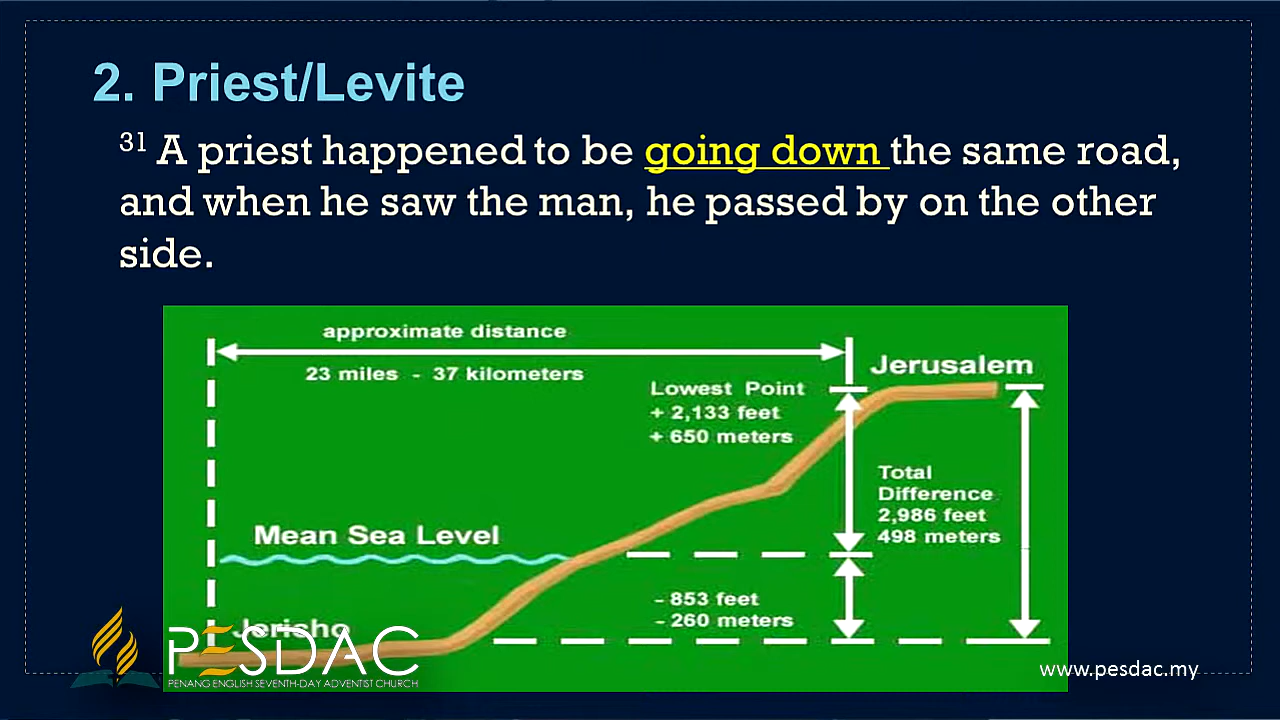 2. Priest/Levite
31 A priest happened to be going down the same road,
and when he saw the man, he passed by on the other
side.
approximate distance
23 miles - 37 kilometers
Jerusalem
Lowest Point
+ 2,133 feet
+ 650 meters
Total
Difference
2,986 feet
498 meters
Mean Sea Level
- 853 feet
- 260 meters
Jericho
PESDAC
PENANG ENGLISH SEVENTH-DAY ADVENTIST CHURCH
www.pesdac.my